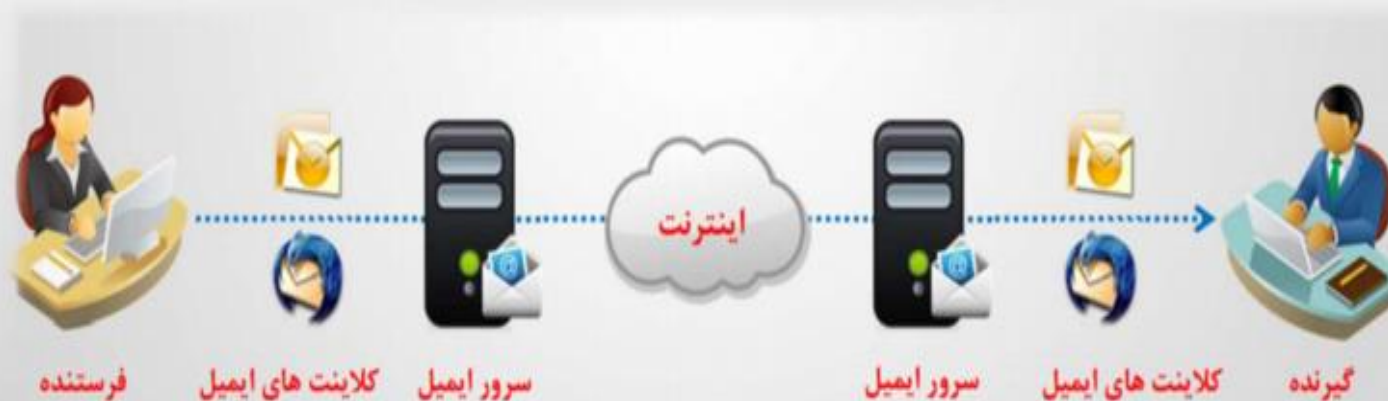 اینترنت
فرستنده
کلاینت های ایمیل
سرور ایمیل
سرور ایمیل
کلاینت های ایمیل
گیرنده